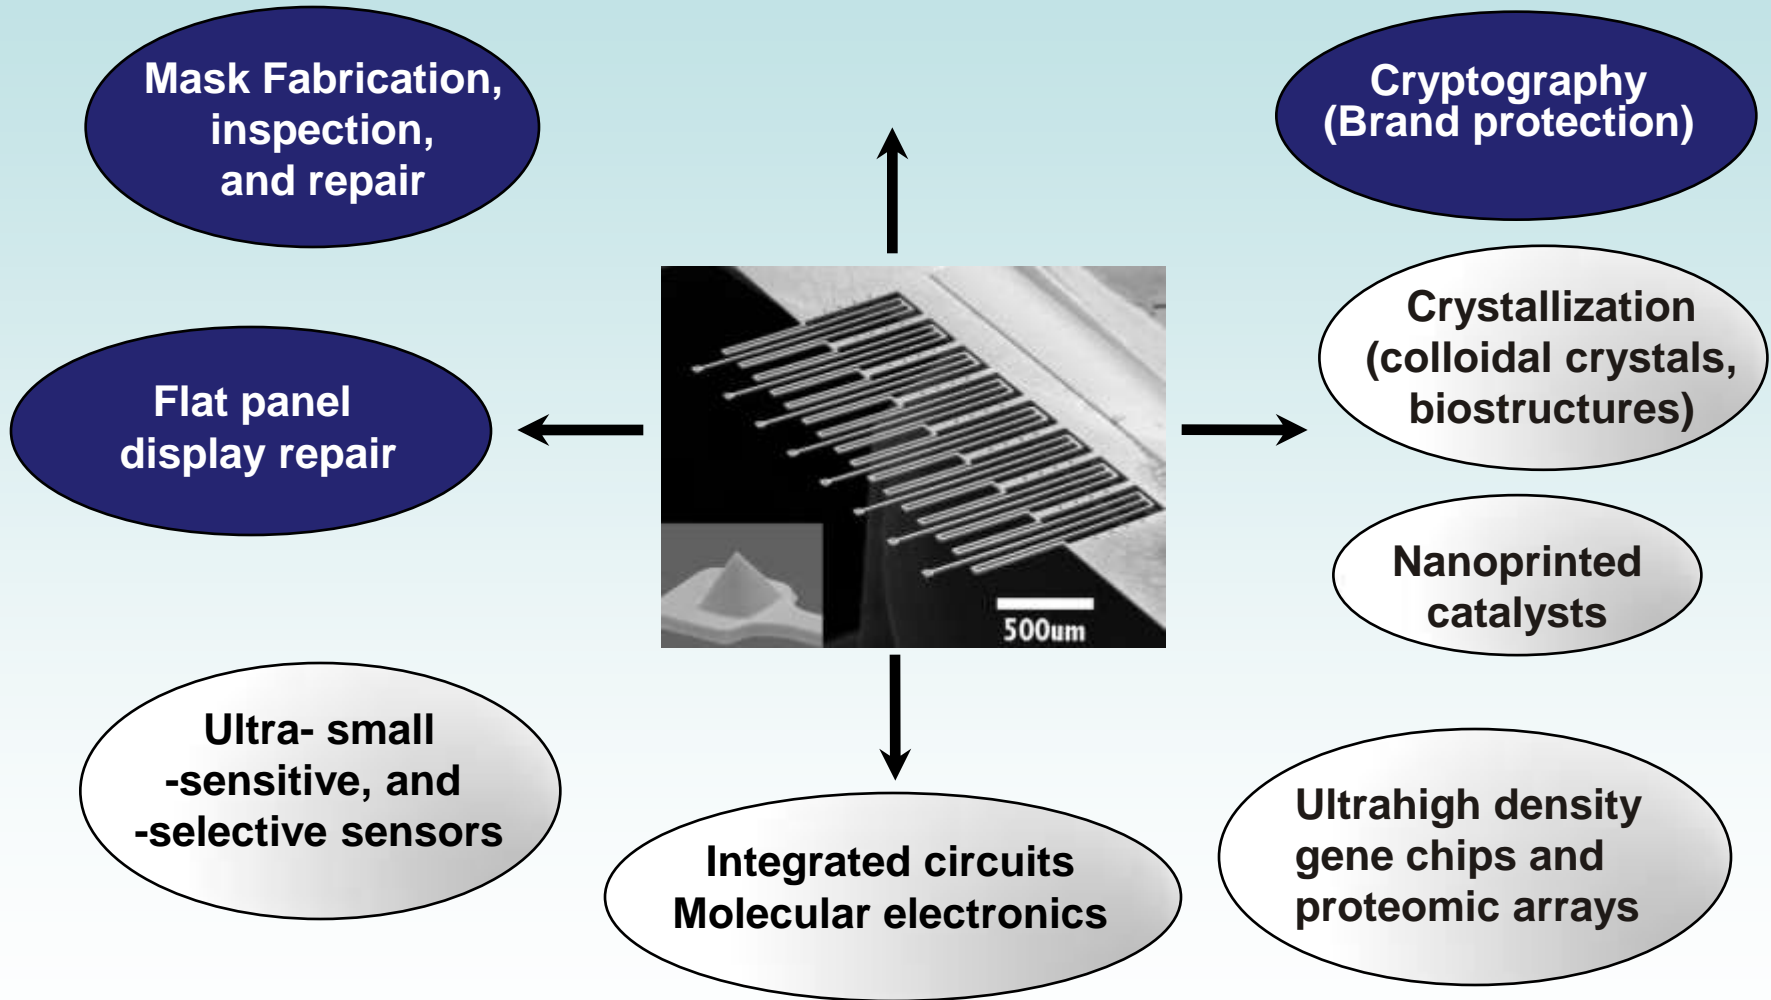 Mask Fabrication,
inspection,
and repair
Cryptography
(Brand protection)
Crystallization
(colloidal crystals,
biostructures)
Flat panel
display repair
Nanoprinted
catalysts
500um
Ultra- small
-sensitive, and
-selective sensors
Integrated circuits
Molecular electronics
Ultrahigh density
gene chips and
proteomic arrays